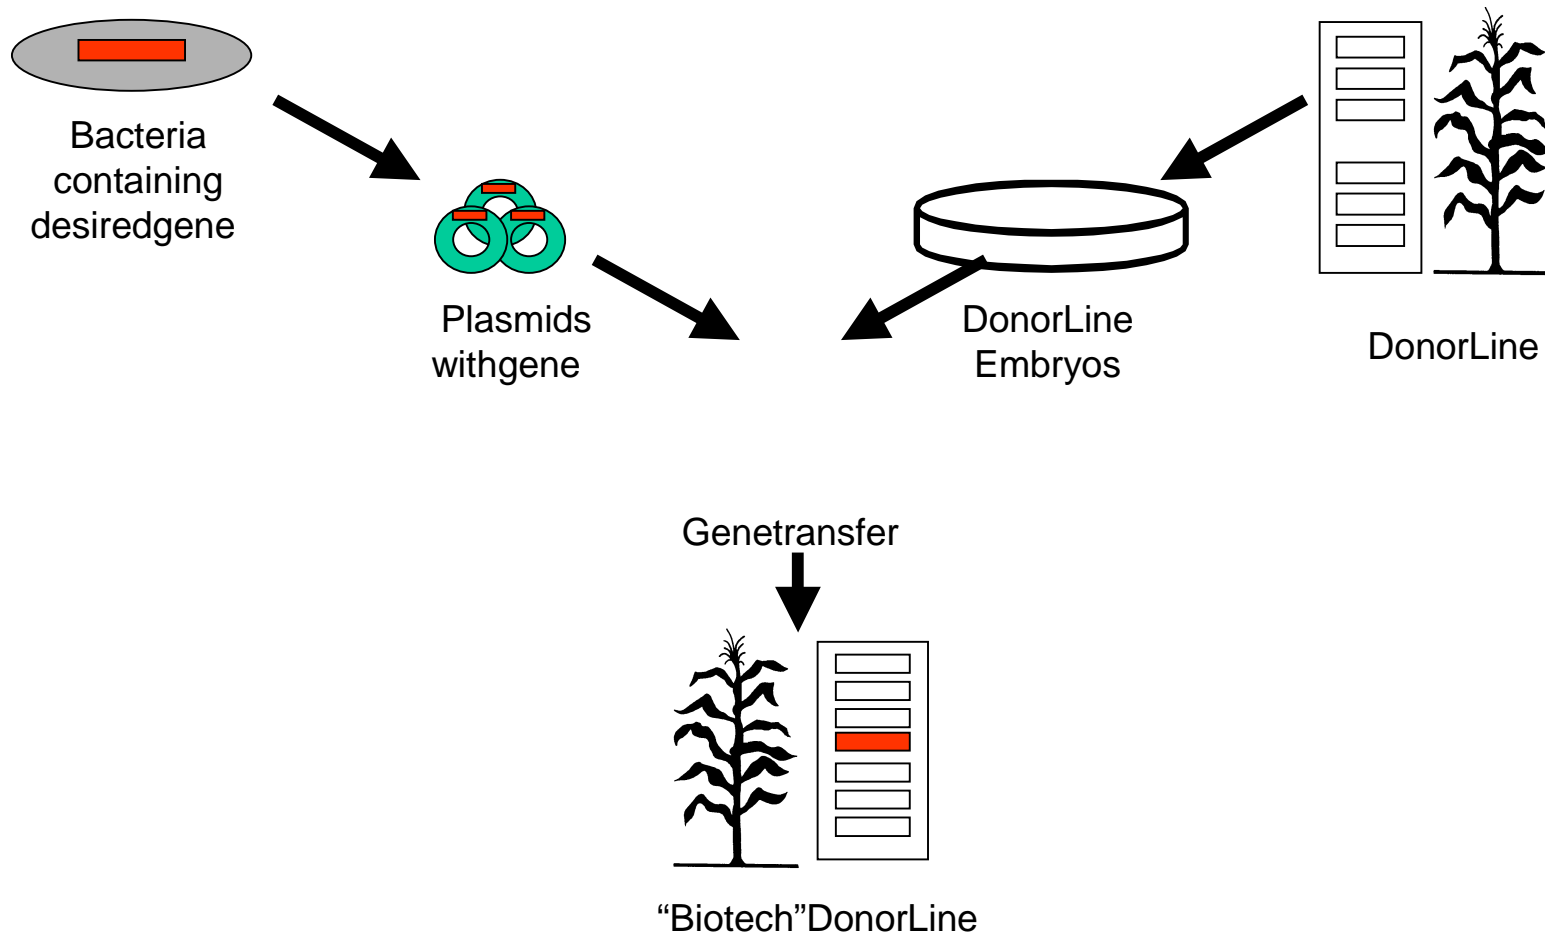 Bacteria
containing
desiredgene
Plasmids
withgene
DonorLine
Embryos
DonorLine
Genetransfer
“Biotech”DonorLine